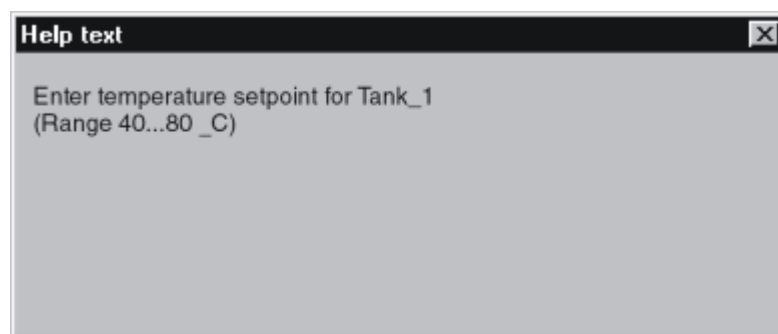 Help text
Enter temperature setpoint for Tank_1
(Range 40...80 _C)